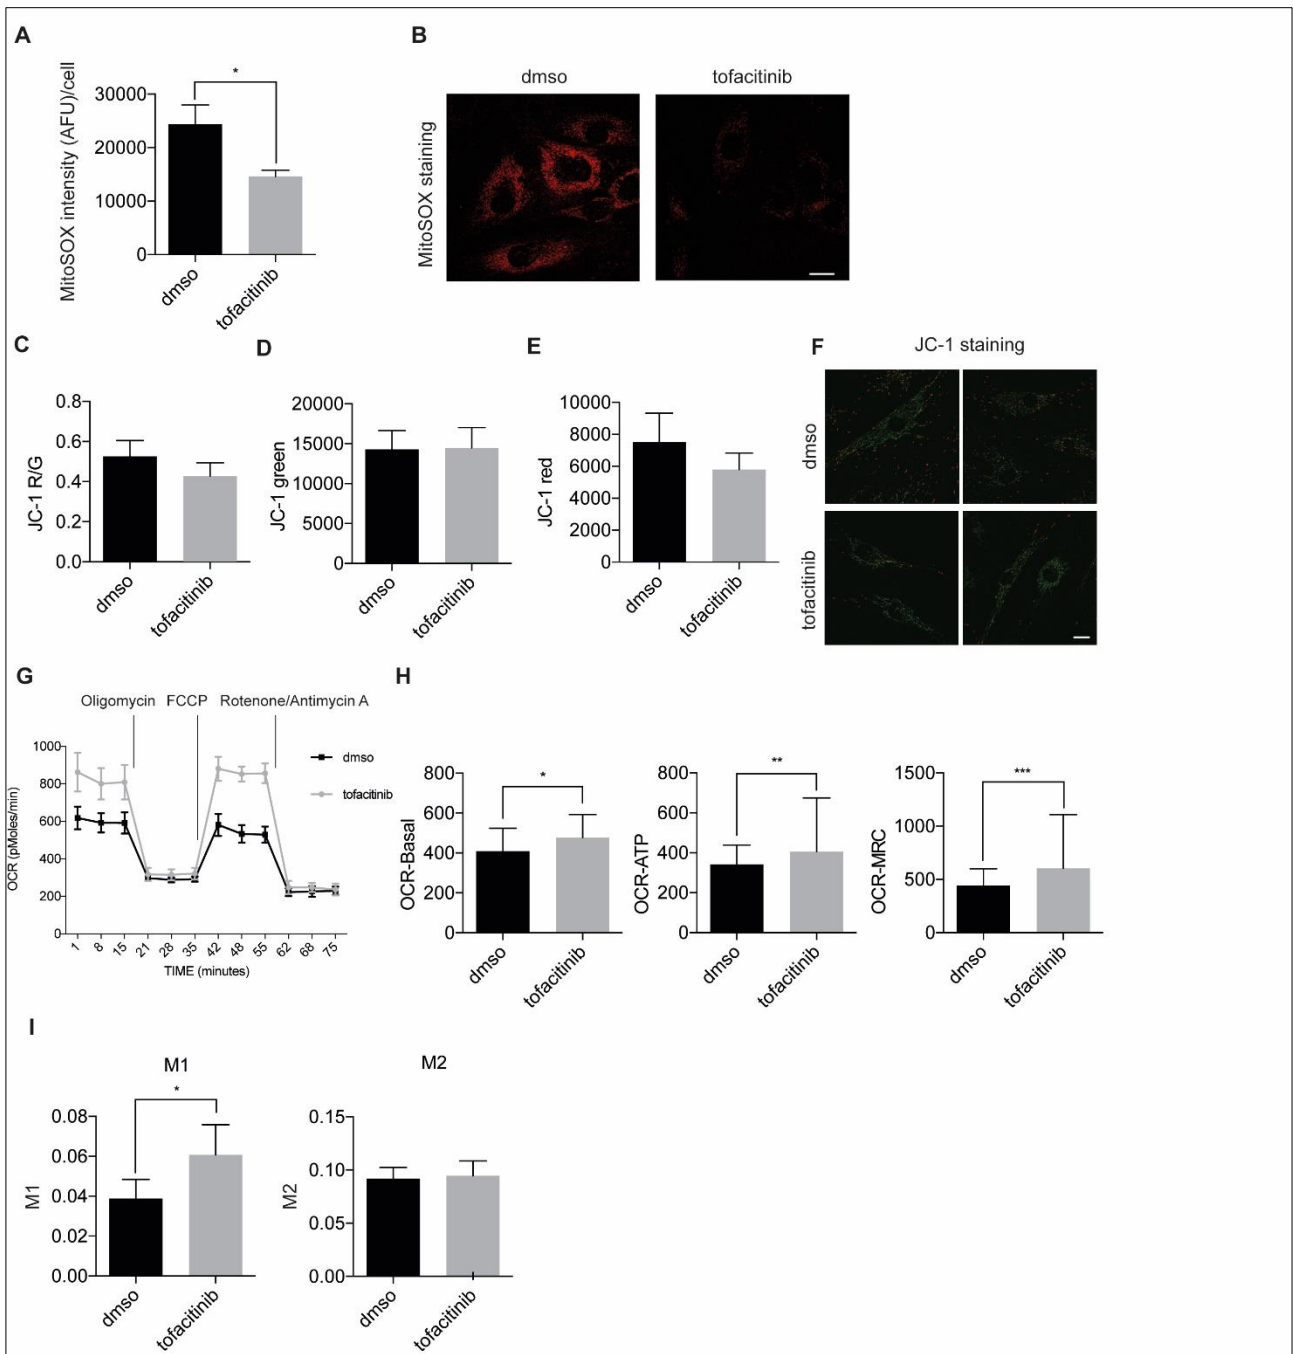 A
MitoSOX intensity (AFU)/cell
30000
20000
10000
0
*
dmso
tofacitinib
B
dmso
tofacitinib
MitoSOX staining
C
JC-1 R/G
0.8
0.6
0.4
0.2
0.0
dmso
tofacitinib
D
JC-1 green
20000
15000
10000
5000
0
dmso
tofacitinib
E
JC-1 red
10000
8000
6000
4000
2000
0
dmso
tofacitinib
F
JC-1 staining
dmso
tofacitinib
G
Oligomycin FCCP Rotenone/Antimycin A
OCR (pMoles/min)
1000
800
600
400
200
0
1 8 15 21 28 35 42 48 55 62 68 75
TIME (minutes)
dmso
tofacitinib
H
OCR-Basal
800
600
400
200
0
*
dmso
tofacitinib
OCR-ATP
800
600
400
200
0
**
dmso
tofacitinib
OCR-MRC
1500
1000
500
0
***
dmso
tofacitinib
I
M1
M1
0.08
0.06
0.04
0.02
0.00
*
dmso
tofacitinib
M2
M2
0.15
0.10
0.05
0.00
dmso
tofacitinib